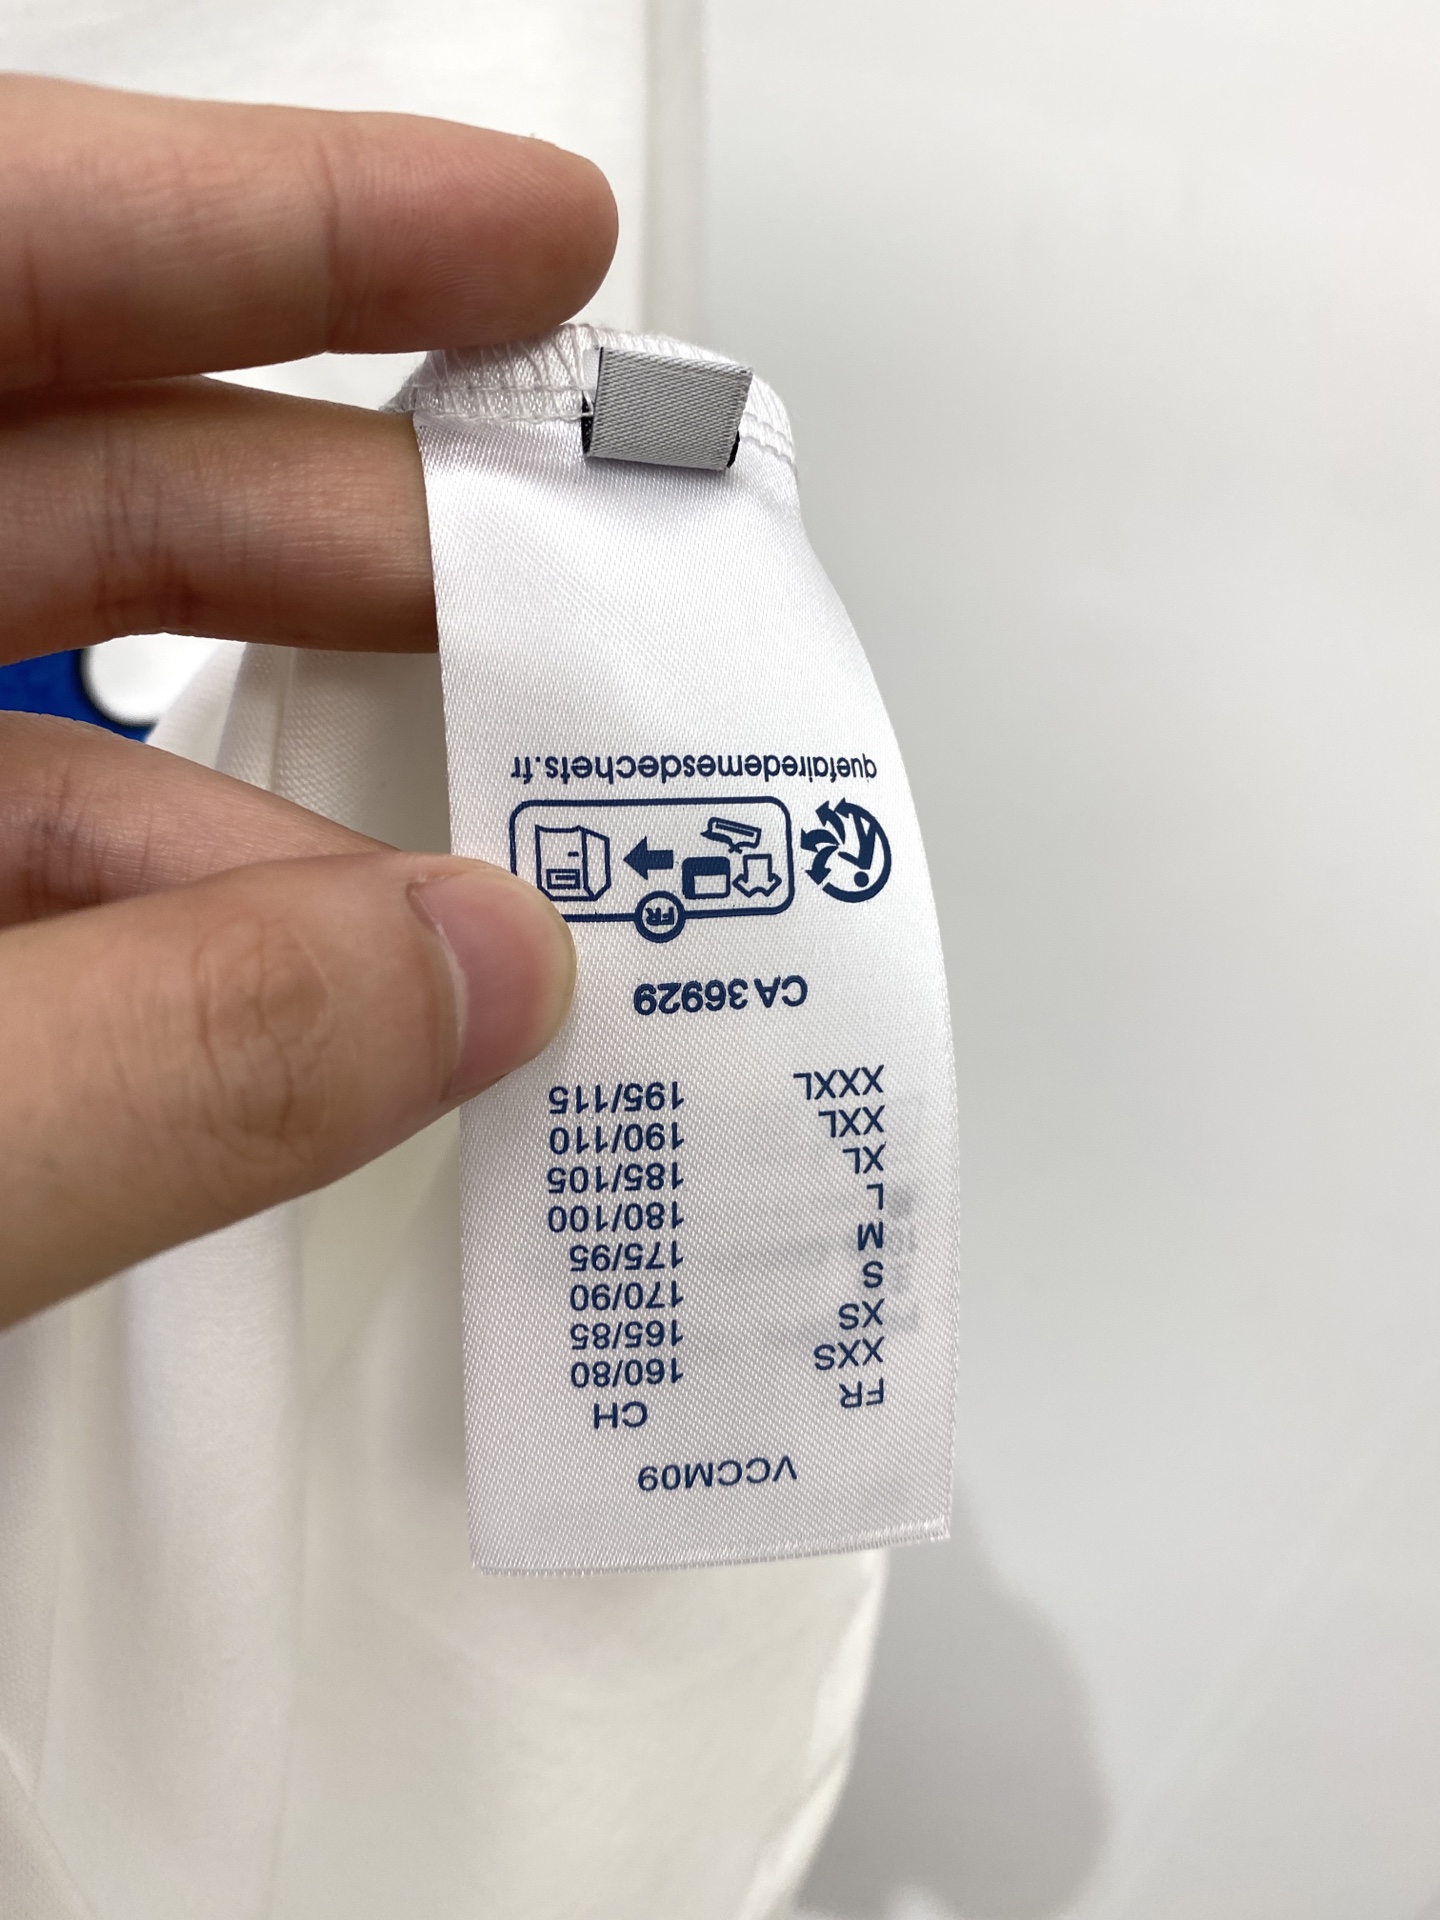 VCCM09
FR CH
XXS 160/80
XS 165/85
S 170/90
M 175/95
L 180/100
XL 185/105
XXL 190/110
XXXL 195/115
CA 36929
FR
quefairedemesdechets.fr